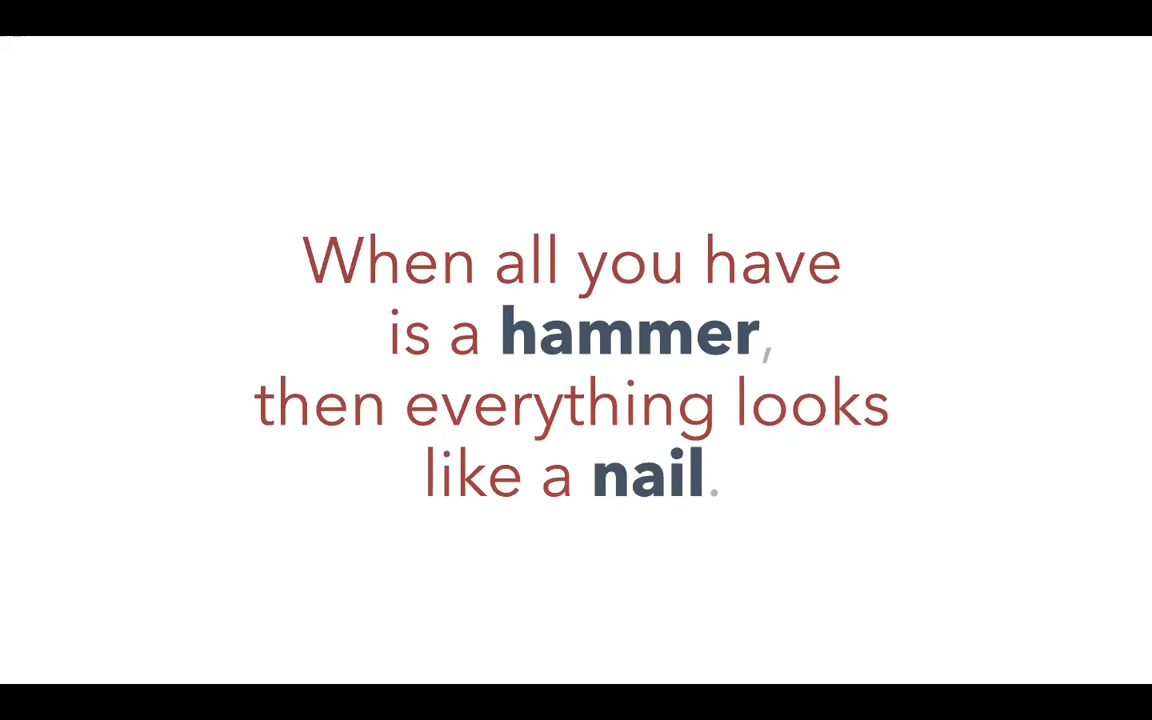 When all you have
is a hammer,
then everything looks
like a nail.